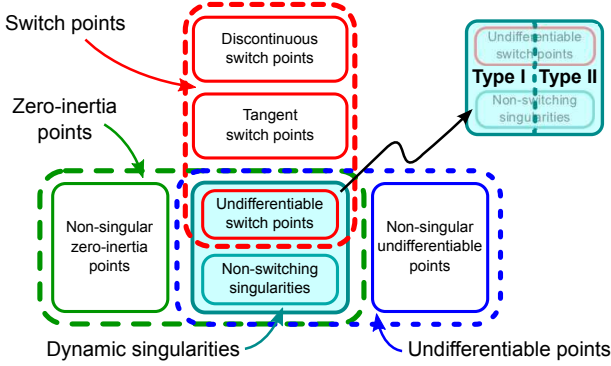 Switch points
Discontinuous
switch points
Tangent
switch points
Zero-inertia
points
Undifferentiable
switch points
Type I Type II
Non-switching
singularities
Non-singular
zero-inertia
points
Undifferentiable
switch points
Non-switching
singularities
Non-singular
undifferentiable
points
Dynamic singularities
Undifferentiable points